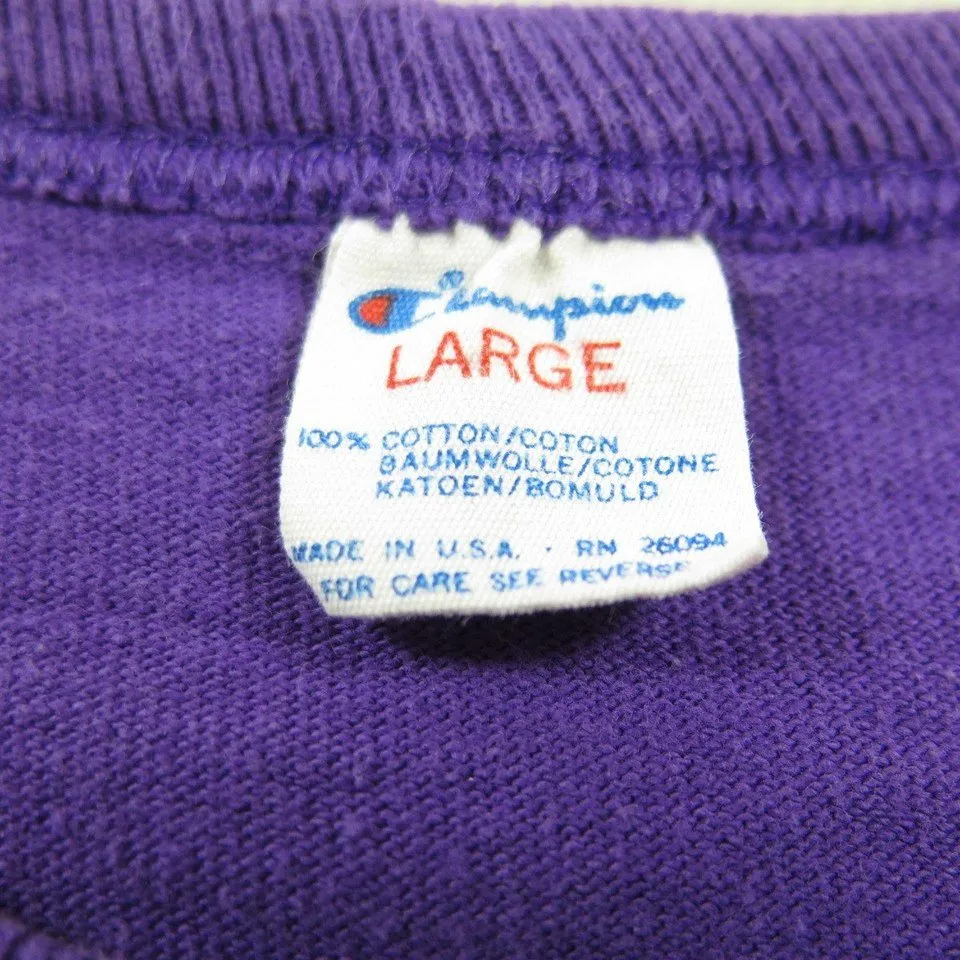 Champion
LARGE
100% COTTON/COTON
BAUMWOLLE/COTONE
KATOEN/BOMULD
MADE IN U.S.A. · RN 26094
FOR CARE SEE REVERSE